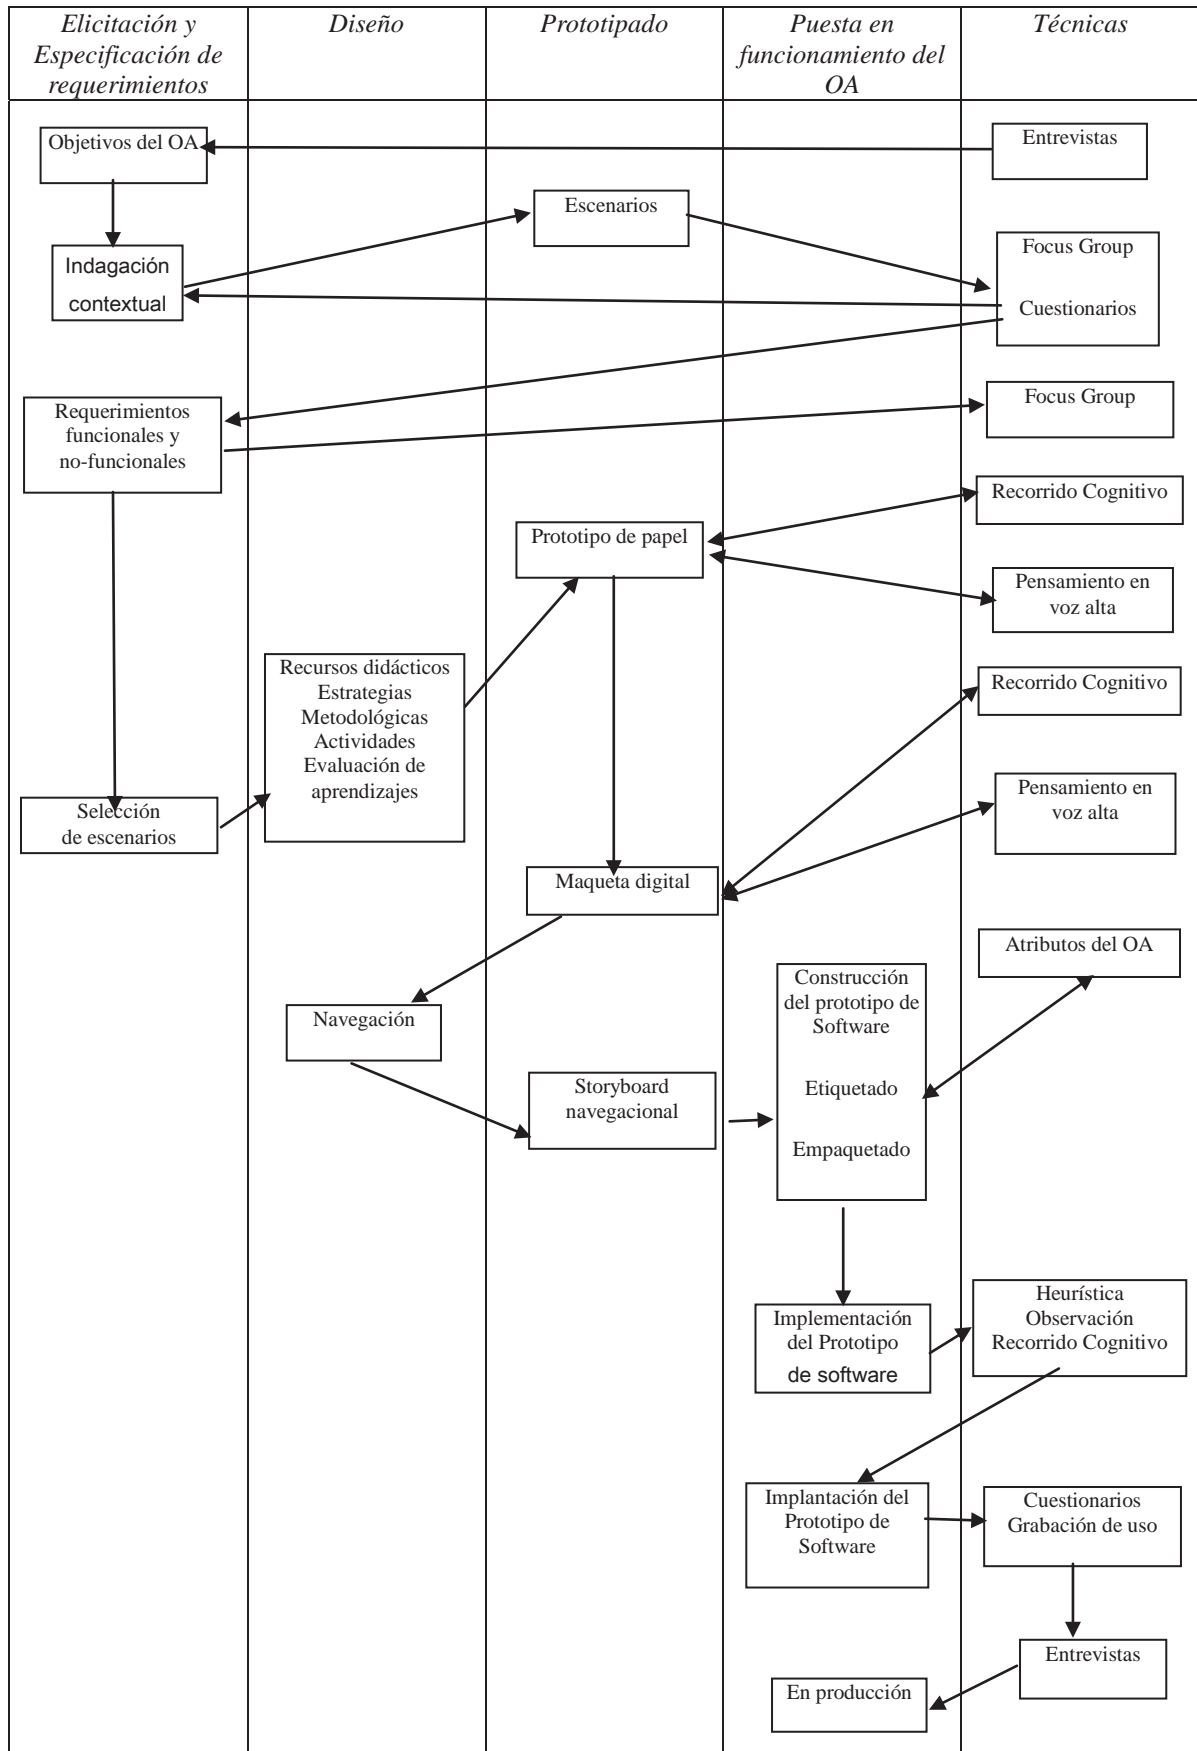 Elicitación y
Especificación de
requerimientos
Diseño
Prototipado
Puesta en
funcionamiento del
OA
Técnicas
Objetivos del OA
Entrevistas
Escenarios
Indagación
contextual
Focus Group
Cuestionarios
Requerimientos
funcionales y
no-funcionales
Focus Group
Recorrido Cognitivo
Prototipo de papel
Pensamiento en
voz alta
Recursos didácticos
Estrategias
Metodológicas
Actividades
Evaluación de
aprendizajes
Recorrido Cognitivo
Selección
de escenarios
Pensamiento en
voz alta
Maqueta digital
Atributos del OA
Construcción
del prototipo de
Software
Etiquetado
Empaquetado
Navegación
Storyboard
navegacional
Implementación
del Prototipo
de software
Heurística
Observación
Recorrido Cognitivo
Implantación del
Prototipo de
Software
Cuestionarios
Grabación de uso
Entrevistas
En producción